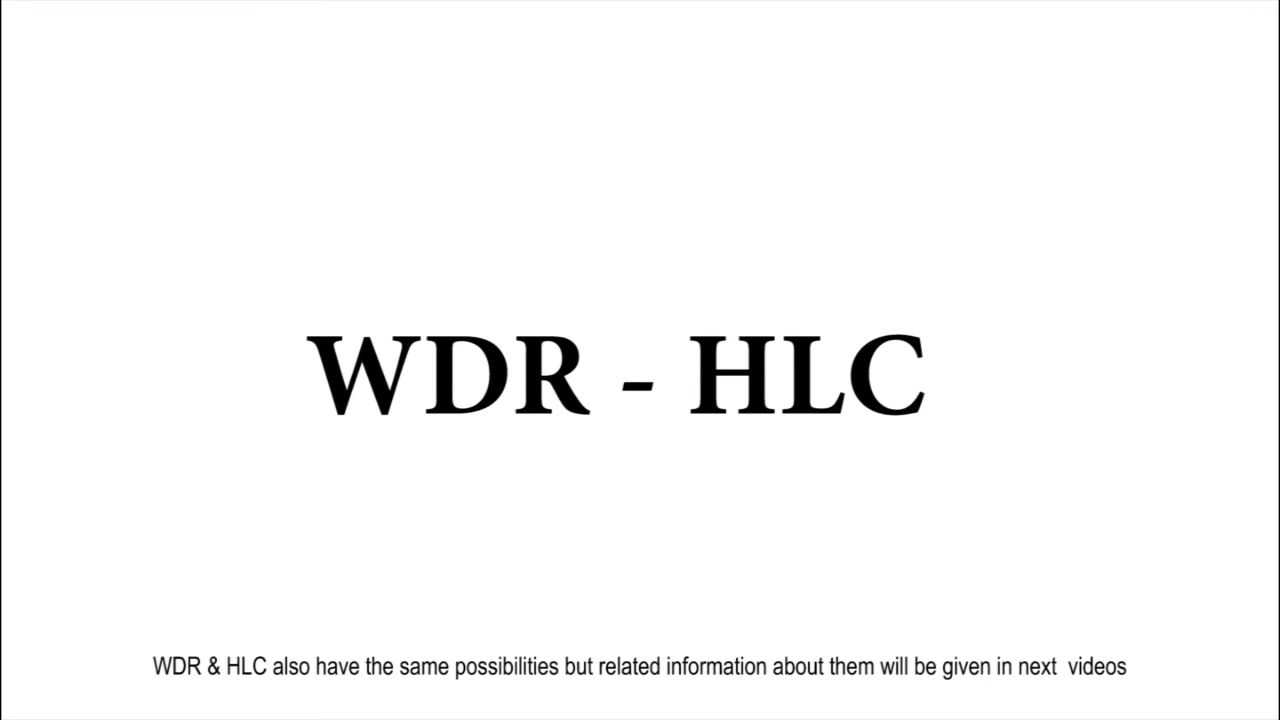 WDR - HLC
WDR & HLC also have the same possibilities but related information about them will be given in next  videos